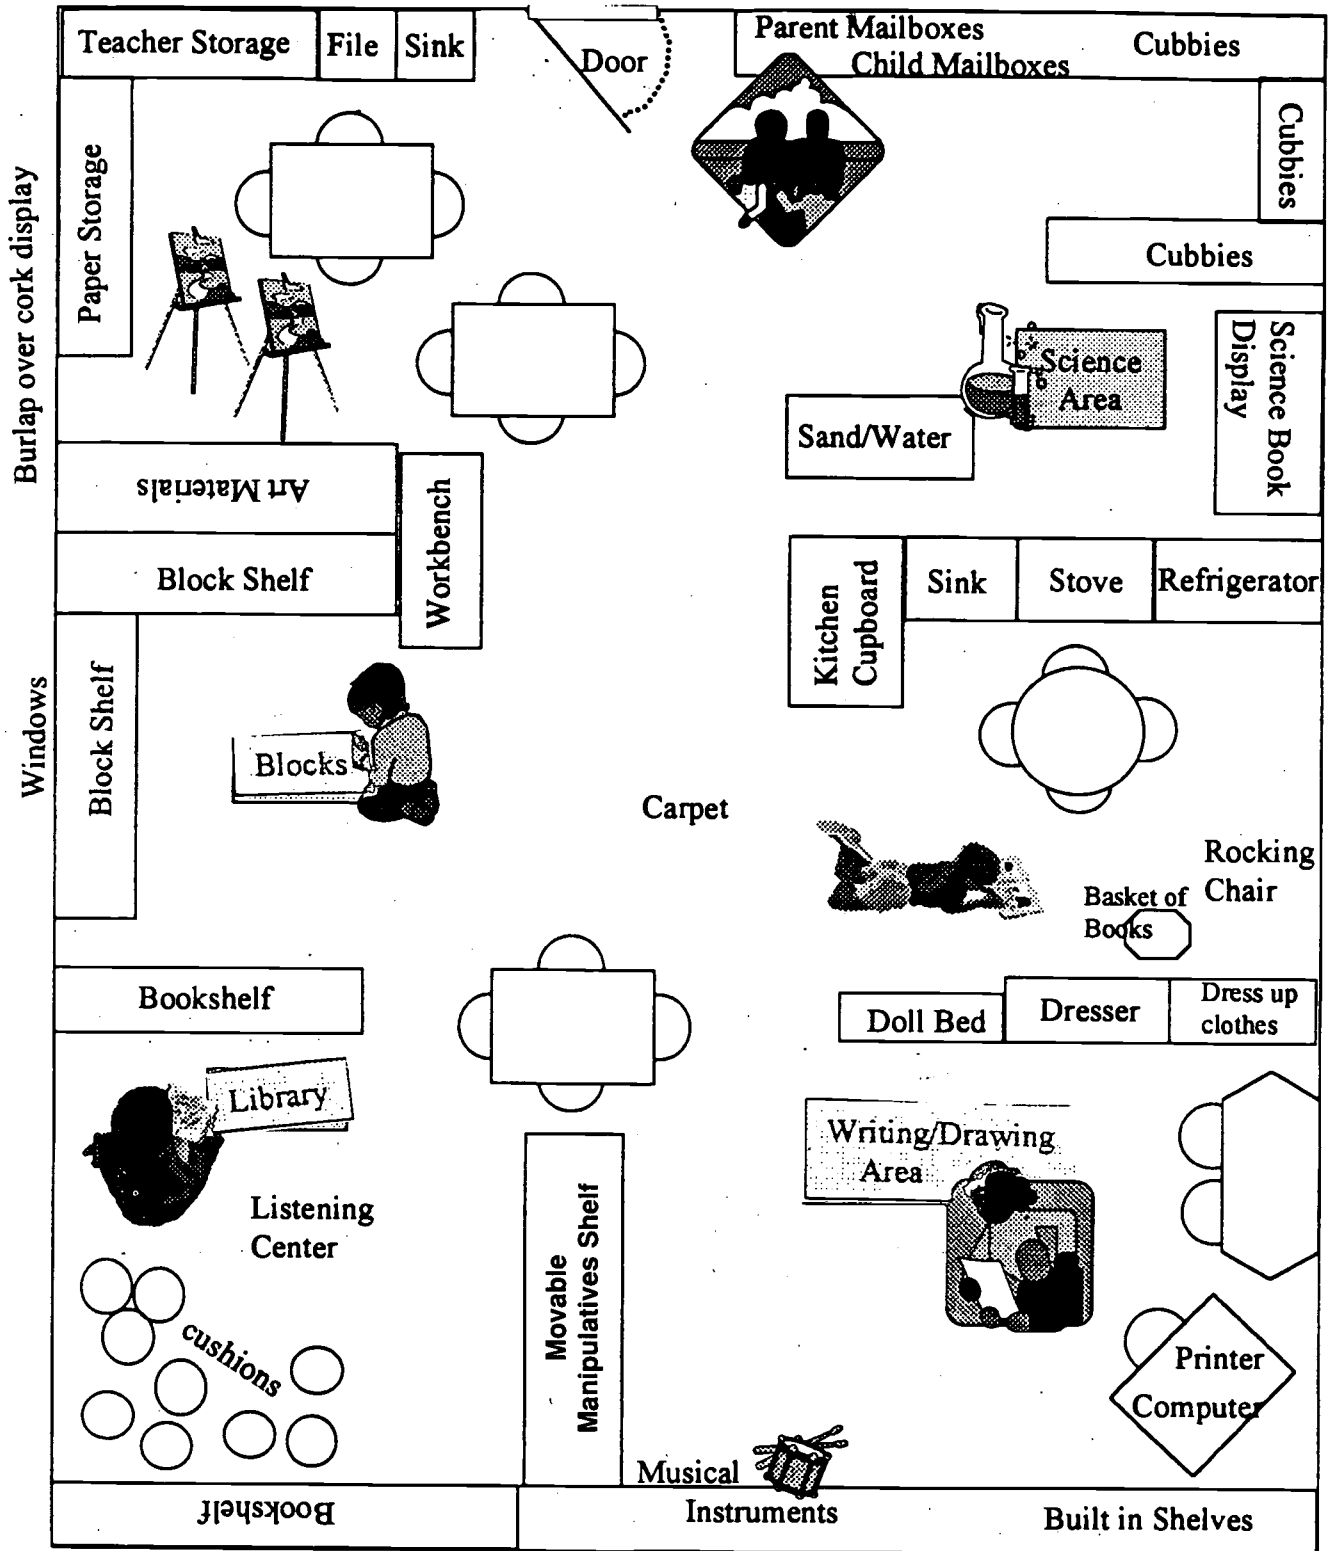 Teacher Storage
File
Sink
Door
Parent Mailboxes
Child Mailboxes
Cubbies
Cubbies
Cubbies
Burlap over cork display
Paper Storage
Science
Area
Science Book
Display
Sand/Water
Art Materials
Block Shelf
Workbench
Kitchen
Cupboard
Sink
Stove
Refrigerator
Windows
Block Shelf
Blocks
Carpet
Rocking
Chair
Basket of
Books
Bookshelf
Doll Bed
Dresser
Dress up
clothes
Library
Writing/Drawing
Area
Listening
Center
cushions
Movable
Manipulatives Shelf
Printer
Computer
Musical
Instruments
Bookshelf
Built in Shelves